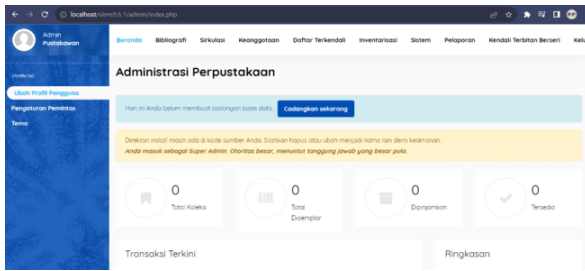 localhost/slims9.6.1/admin/index.php
Admin
Pustakawan
Beranda Bibliografi Sirkulasi Keanggotaan Daftar Terkendali Inventarisasi Sistem Pelaporan Kendali Terbitan Berseri
PINTAS
Ubah Profil Pengguna
Pengaturan Pemintas
Tema
Administrasi Perpustakaan
Hari ini Anda belum membuat cadangan basis data. Cadangkan sekarang
Direktori install masih ada di kode sumber Anda. Silahkan hapus atau ubah menjadi nama lain demi keamanan.
Anda masuk sebagai Super Admin. Otoritas besar, menuntut tanggung jawab yang besar pula.
0 0 0 0
Total Koleksi Total Eksemplar Dipinjamkan Tersedia
Transaksi Terkini Ringkasan